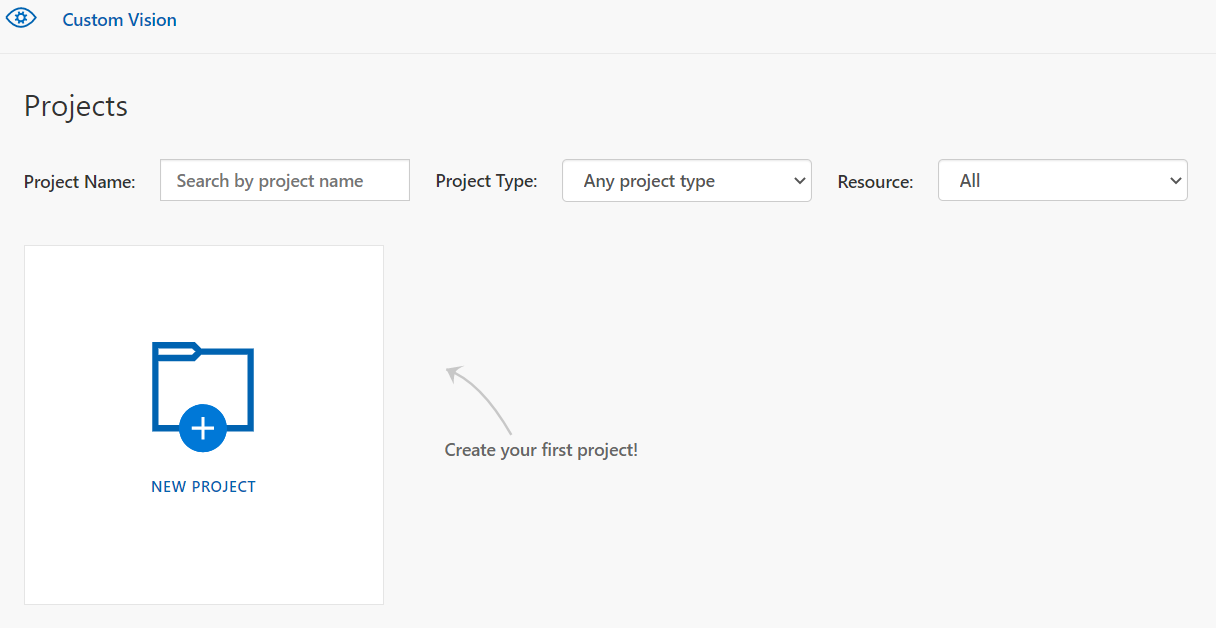 Custom Vision
Projects
Project Name: Search by project name Project Type: Any project type Resource: All
NEW PROJECT
Create your first project!